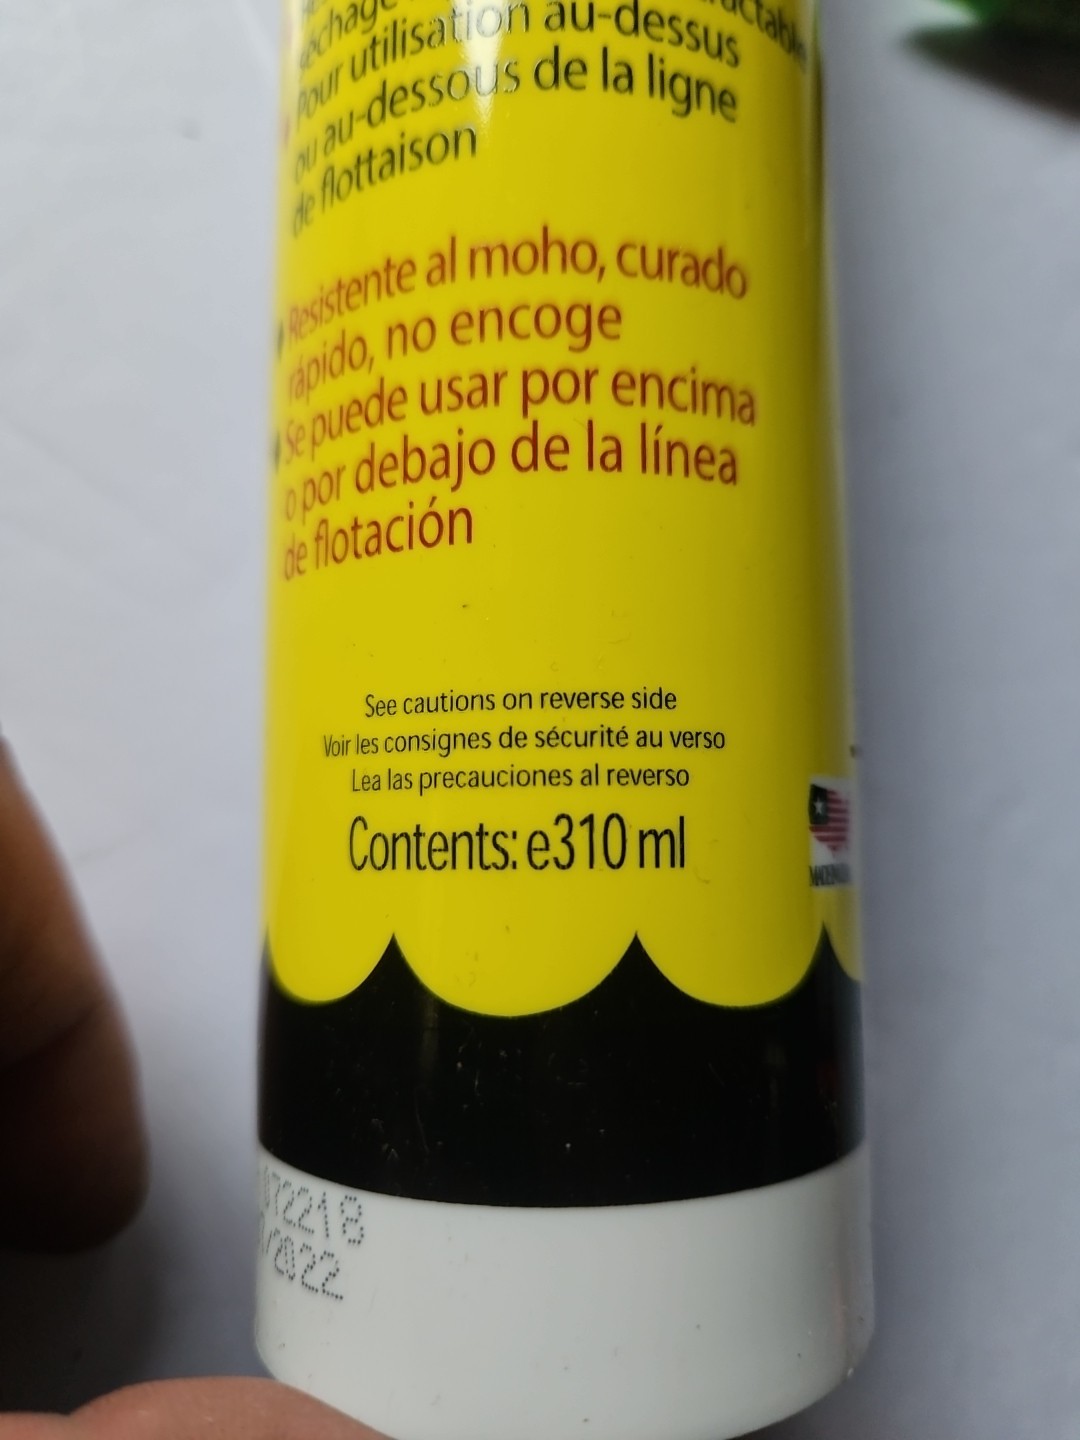 séchage
Pour utilisation au-dessus
ou au-dessous de la ligne
de flottaison
Resistente al moho, curado
rápido, no encoge
Se puede usar por encima
o por debajo de la línea
de flotación
See cautions on reverse side
Voir les consignes de sécurité au verso
Lea las precauciones al reverso
Contents: e310 ml
072218
/2022